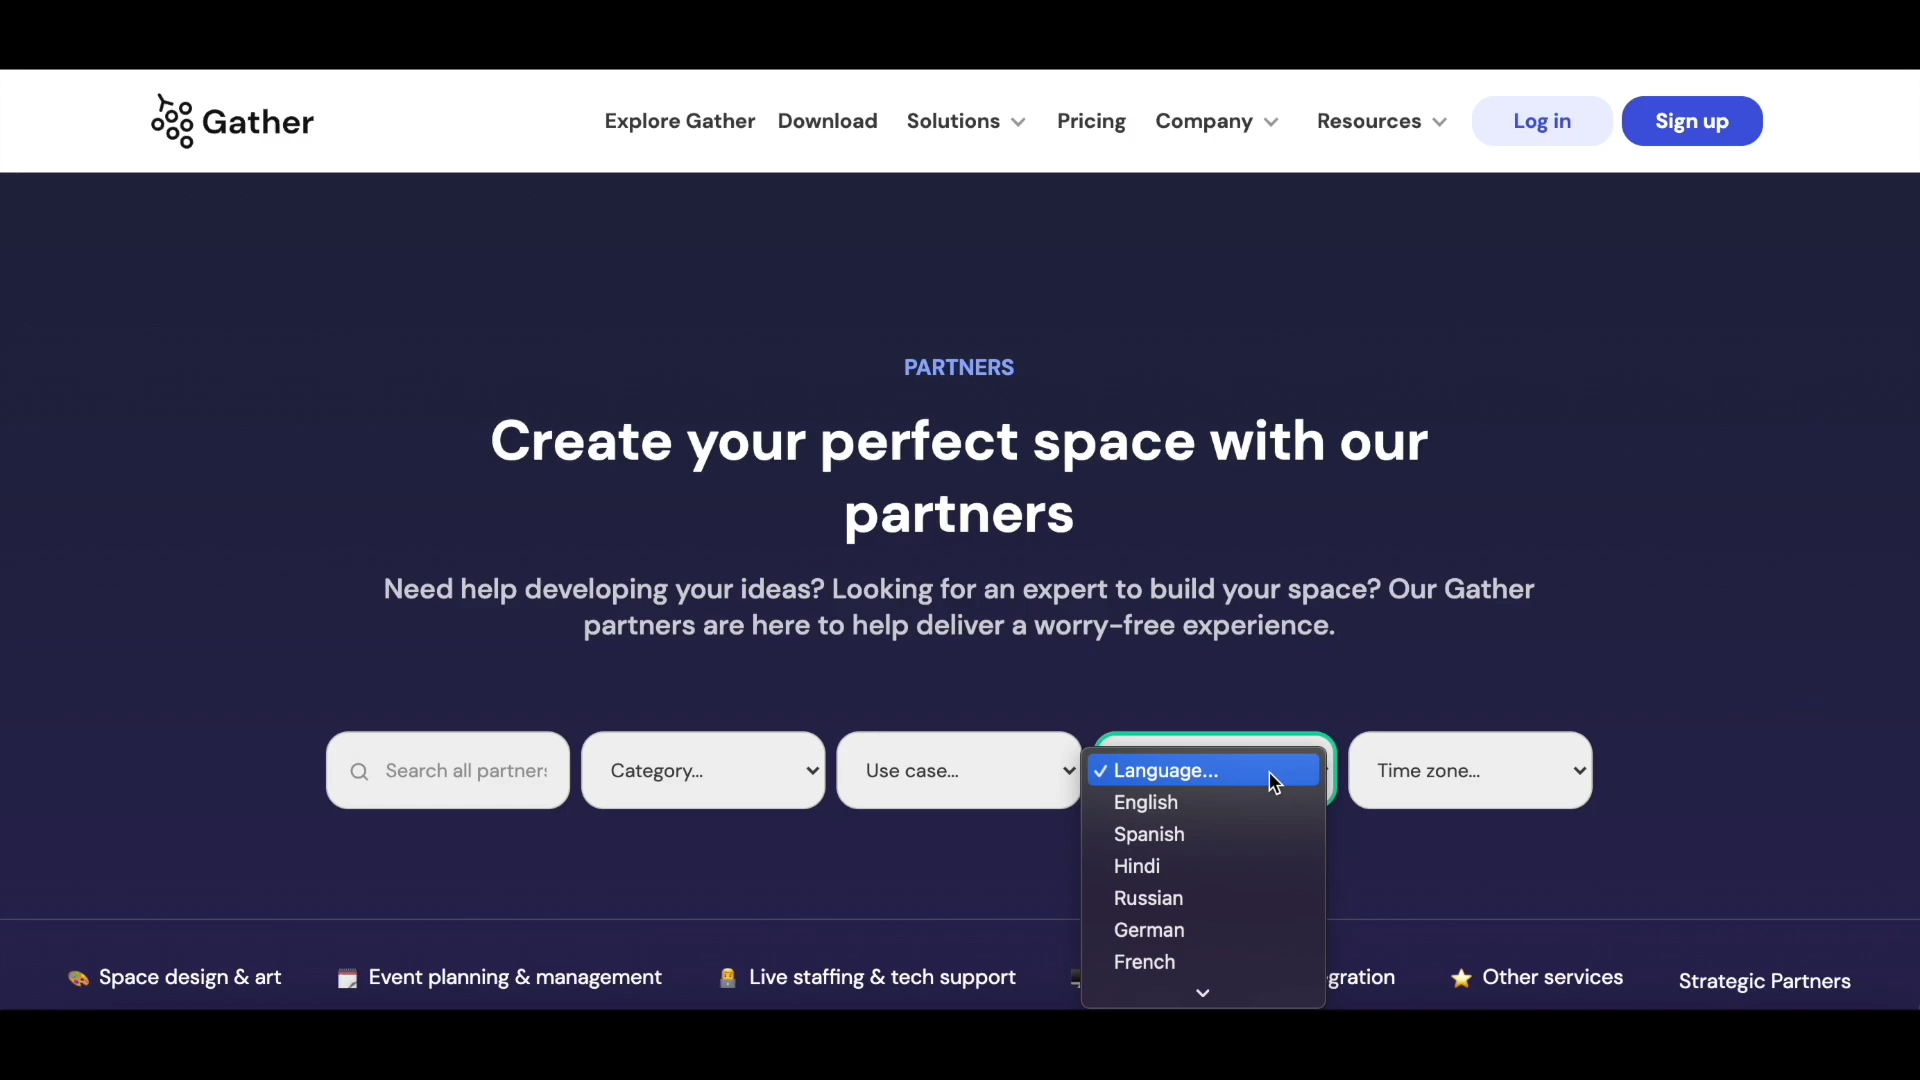 Gather
Explore Gather
Download
Solutions
Pricing
Company
Resources
Log in
Sign up
PARTNERS
Create your perfect space with our
partners
Need help developing your ideas? Looking for an expert to build your space? Our Gather
partners are here to help deliver a worry-free experience.
Search all partners
Category...
Use case...
Language...
Time zone...
English
Spanish
Hindi
Russian
German
French
Space design & art
Event planning & management
Live staffing & tech support
Other services
Strategic Partners